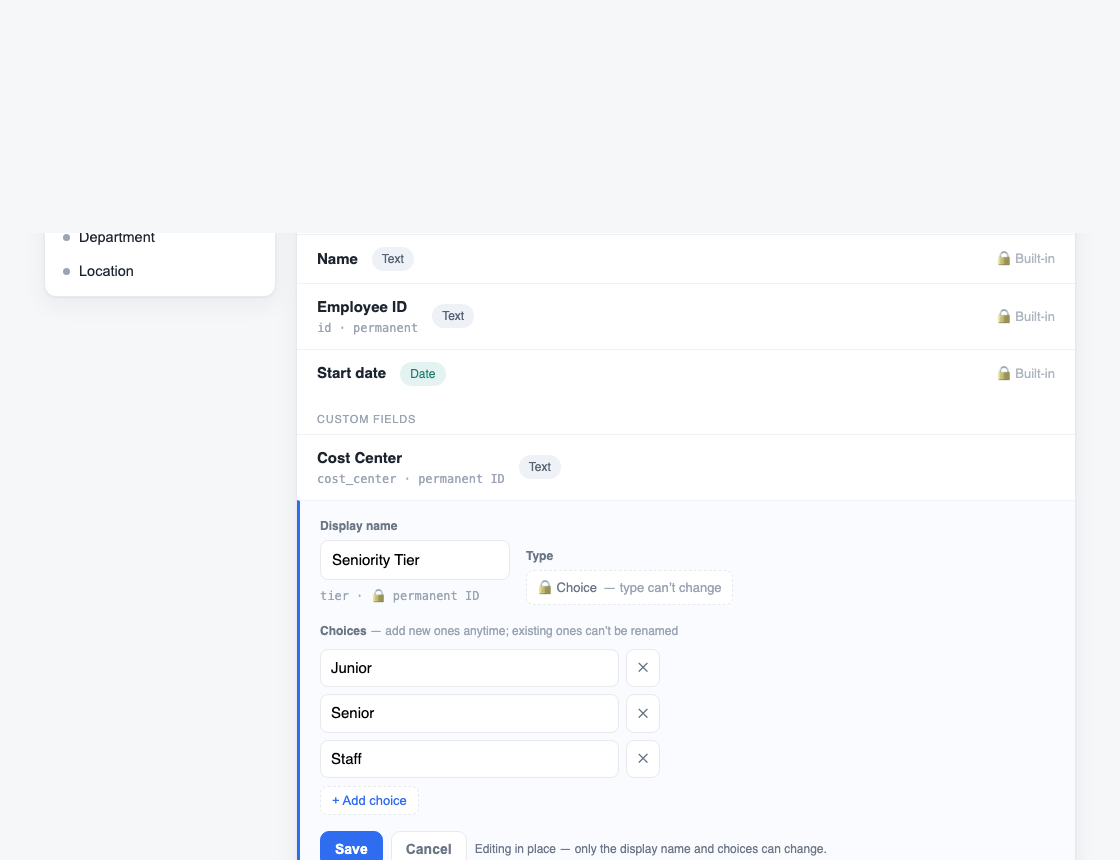 Department
Location
Name Text 🔒 Built-in
Employee ID
id · permanent Text 🔒 Built-in
Start date Date 🔒 Built-in
CUSTOM FIELDS
Cost Center
cost_center · permanent ID Text
Display name
Seniority Tier
tier · 🔒 permanent ID
Type
🔒 Choice — type can't change
Choices — add new ones anytime; existing ones can't be renamed
Junior ×
Senior ×
Staff ×
+ Add choice
Save Cancel Editing in place — only the display name and choices can change.